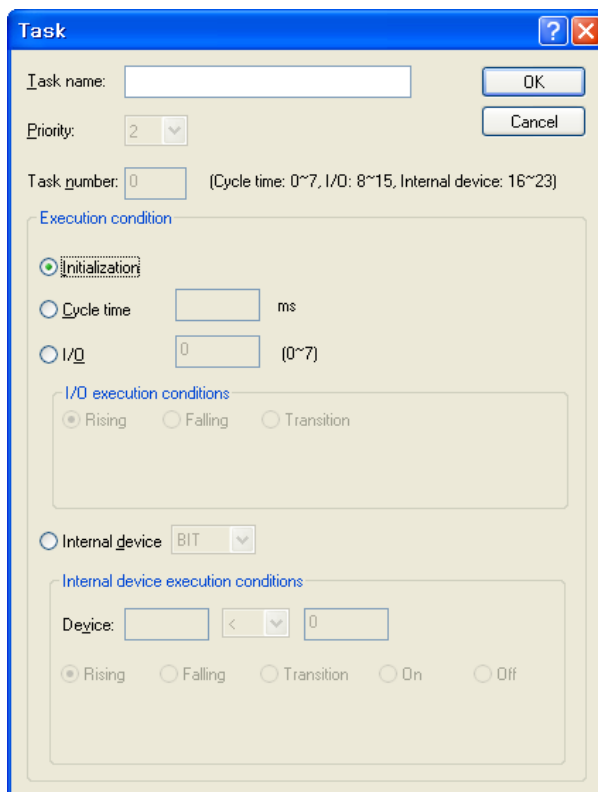 Task
Task name:
OK
Priority:
2
Cancel
Task number:
0
(Cycle time: 0~7, I/O: 8~15, Internal device: 16~23)
Execution condition
Initialization
Cycle time
ms
I/O
0
(0~7)
I/O execution conditions
Rising
Falling
Transition
Internal device
BIT
Internal device execution conditions
Device:
<
0
Rising
Falling
Transition
On
Off